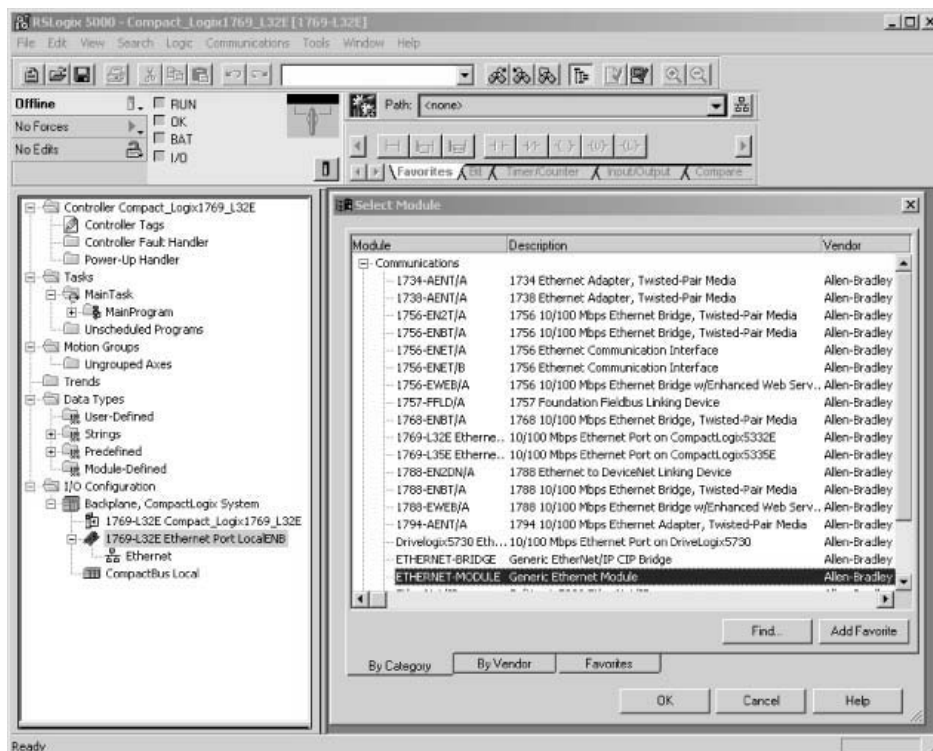 RSLogix 5000 - Compact_Logix1769_L32E [1769-L32E]
File Edit View Search Logic Communications Tools Window Help
Offline
RUN
No Forces
OK
BAT
No Edits
I/O
Path: <none>
Favorites Bit Timer/Counter Input/Output Compare
Controller Compact_Logix1769_L32E
Controller Tags
Controller Fault Handler
Power-Up Handler
Tasks
MainTask
MainProgram
Unscheduled Programs
Motion Groups
Ungrouped Axes
Trends
Data Types
User-Defined
Strings
Predefined
Module-Defined
I/O Configuration
Backplane, CompactLogix System
1769-L32E Compact_Logix1769_L32E
1769-L32E Ethernet Port LocalENB
Ethernet
CompactBus Local
Select Module
Module Description Vendor
Communications
1734-AENT/A 1734 Ethernet Adapter, Twisted-Pair Media Allen-Bradley
1738-AENT/A 1738 Ethernet Adapter, Twisted-Pair Media Allen-Bradley
1756-EN2T/A 1756 10/100 Mbps Ethernet Bridge, Twisted-Pair Media Allen-Bradley
1756-ENBT/A 1756 10/100 Mbps Ethernet Bridge, Twisted-Pair Media Allen-Bradley
1756-ENET/A 1756 Ethernet Communication Interface Allen-Bradley
1756-ENET/B 1756 Ethernet Communication Interface Allen-Bradley
1756-EWEB/A 1756 10/100 Mbps Ethernet Bridge w/Enhanced Web Serv.. Allen-Bradley
1757-FFLD/A 1757 Foundation Fieldbus Linking Device Allen-Bradley
1768-ENBT/A 1768 10/100 Mbps Ethernet Bridge, Twisted-Pair Media Allen-Bradley
1769-L32E Etherne.. 10/100 Mbps Ethernet Port on CompactLogix5332E Allen-Bradley
1769-L35E Etherne.. 10/100 Mbps Ethernet Port on CompactLogix5335E Allen-Bradley
1788-EN2DN/A 1788 Ethernet to DeviceNet Linking Device Allen-Bradley
1788-ENBT/A 1788 10/100 Mbps Ethernet Bridge, Twisted-Pair Media Allen-Bradley
1788-EWEB/A 1788 10/100 Mbps Ethernet Bridge w/Enhanced Web Serv.. Allen-Bradley
1794-AENT/A 1794 10/100 Mbps Ethernet Adapter, Twisted-Pair Media Allen-Bradley
Drivelogix5730 Eth... 10/100 Mbps Ethernet Port on DriveLogix5730 Allen-Bradley
ETHERNET-BRIDGE Generic EtherNet/IP CIP Bridge Allen-Bradley
ETHERNET-MODULE Generic Ethernet Module Allen-Bradley
Find... Add Favorite
By Category By Vendor Favorites
OK Cancel Help
Ready